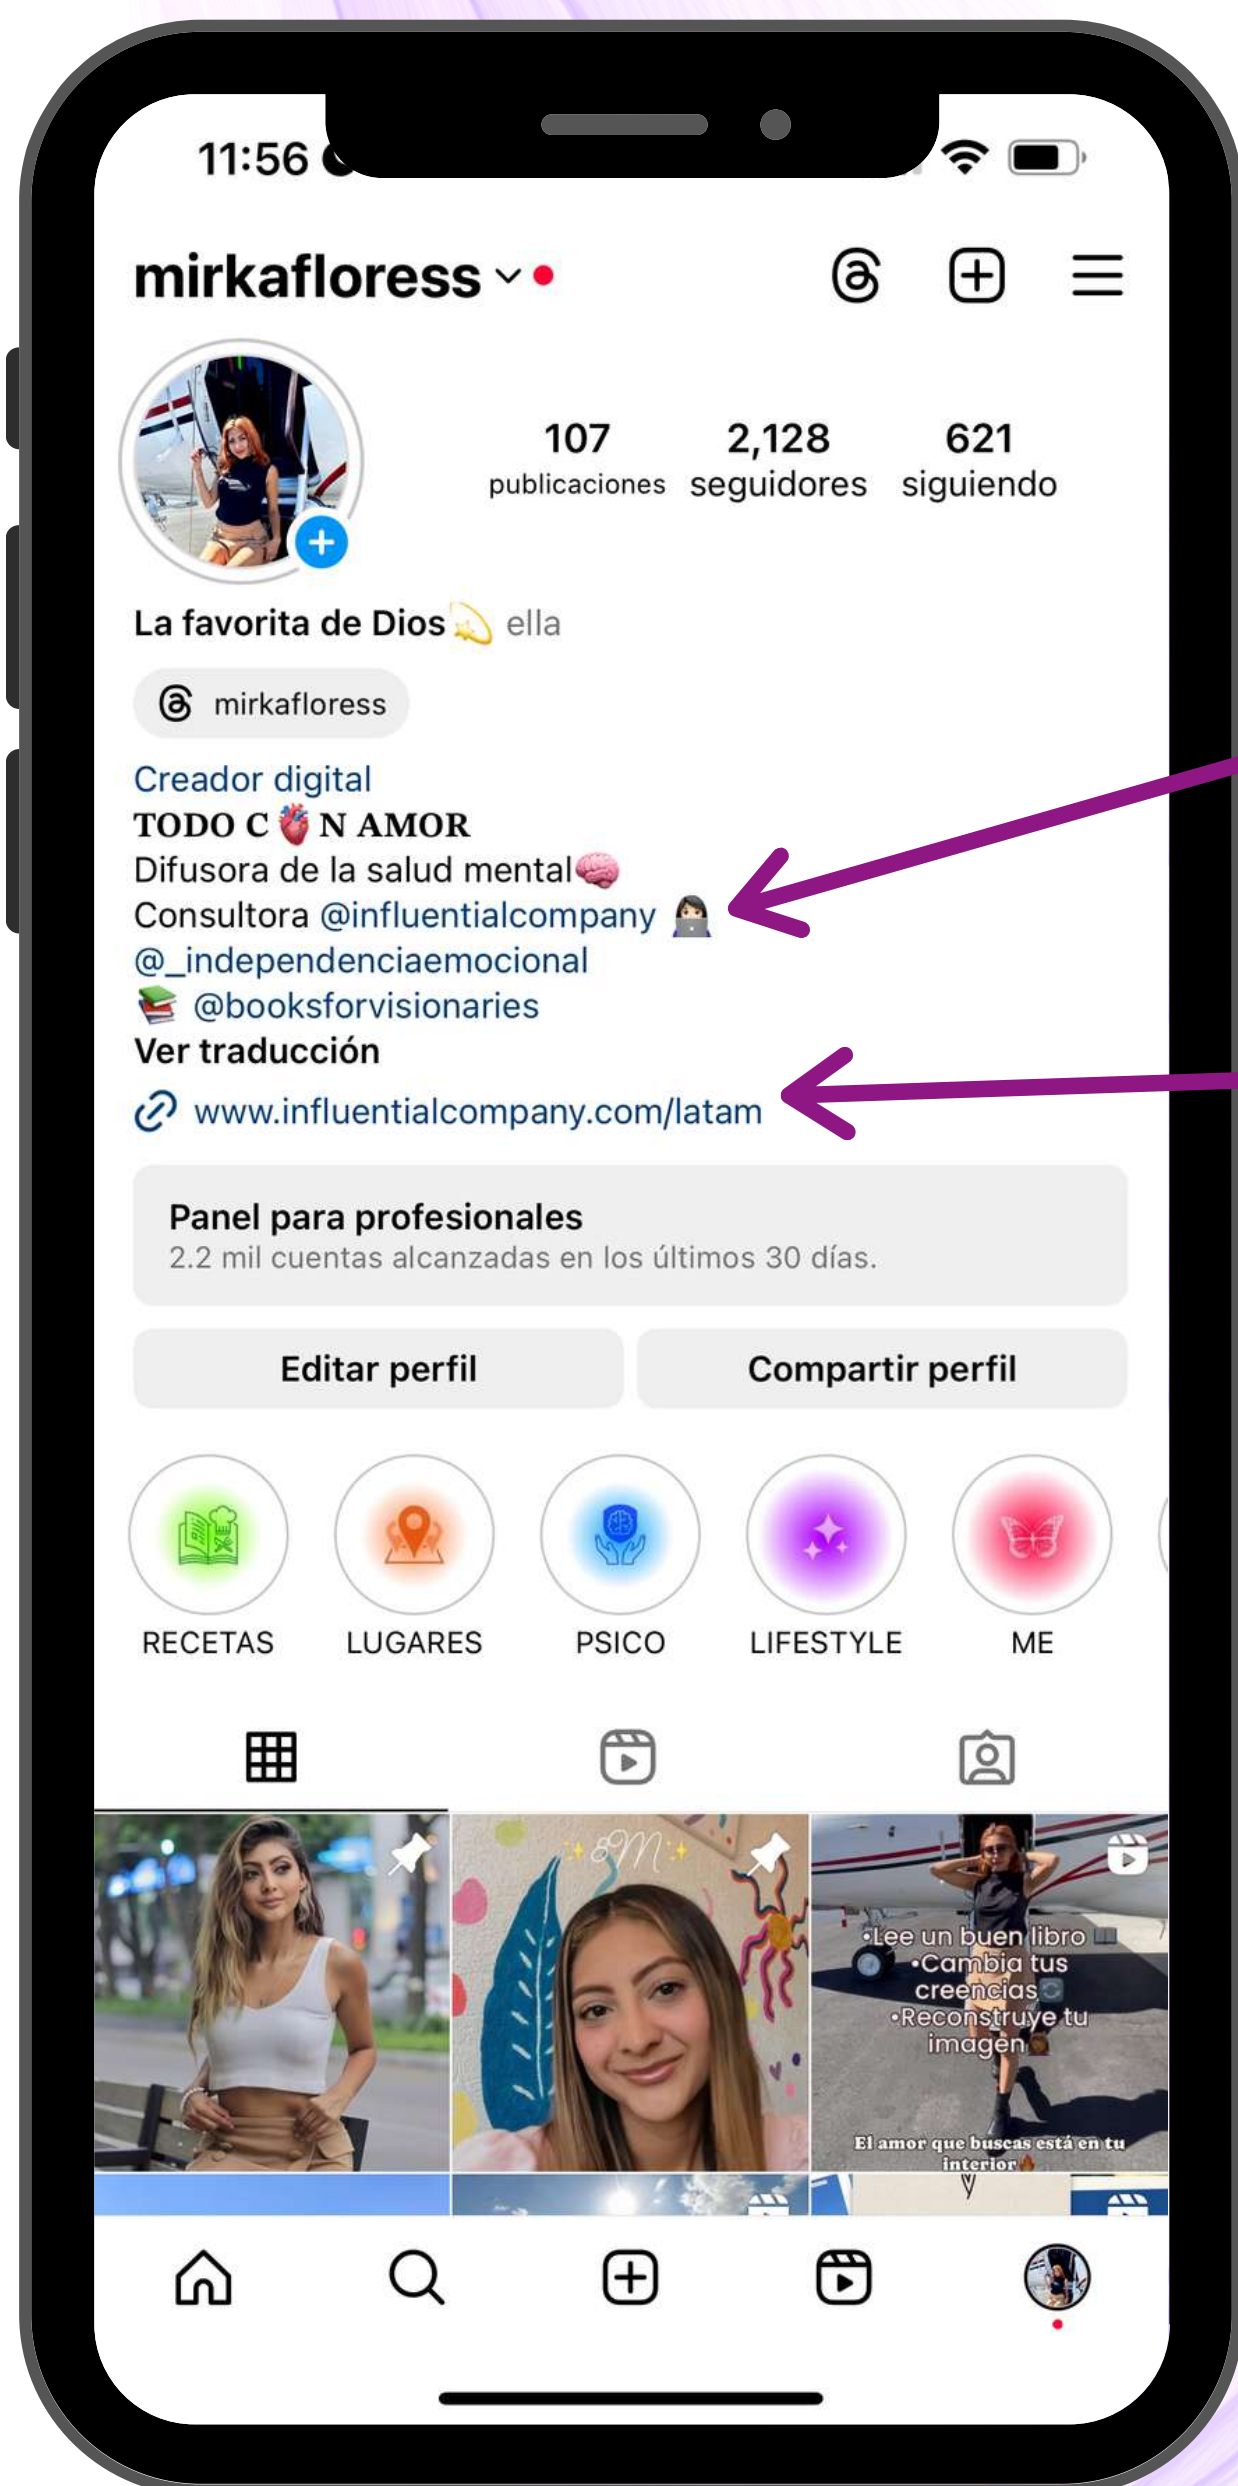 11:56
mirkafloress
107 2,128 621
publicaciones seguidores siguiendo
La favorita de Dios💫 ella
mirkafloress
Creador digital
TODO C🫀N AMOR
Difusora de la salud mental🧠
Consultora @influentialcompany 👩🏻‍💻
@_independenciaemocional
📚 @booksforvisionaries
Ver traducción
www.influentialcompany.com/latam
Panel para profesionales
2.2 mil cuentas alcanzadas en los últimos 30 días.
Editar perfil Compartir perfil
RECETAS LUGARES PSICO LIFESTYLE ME
8M
•Lee un buen libro 📖
•Cambia tus
creencias🔄
•Reconstruye tu
imagen
El amor que buscas está en tu
interior🔥